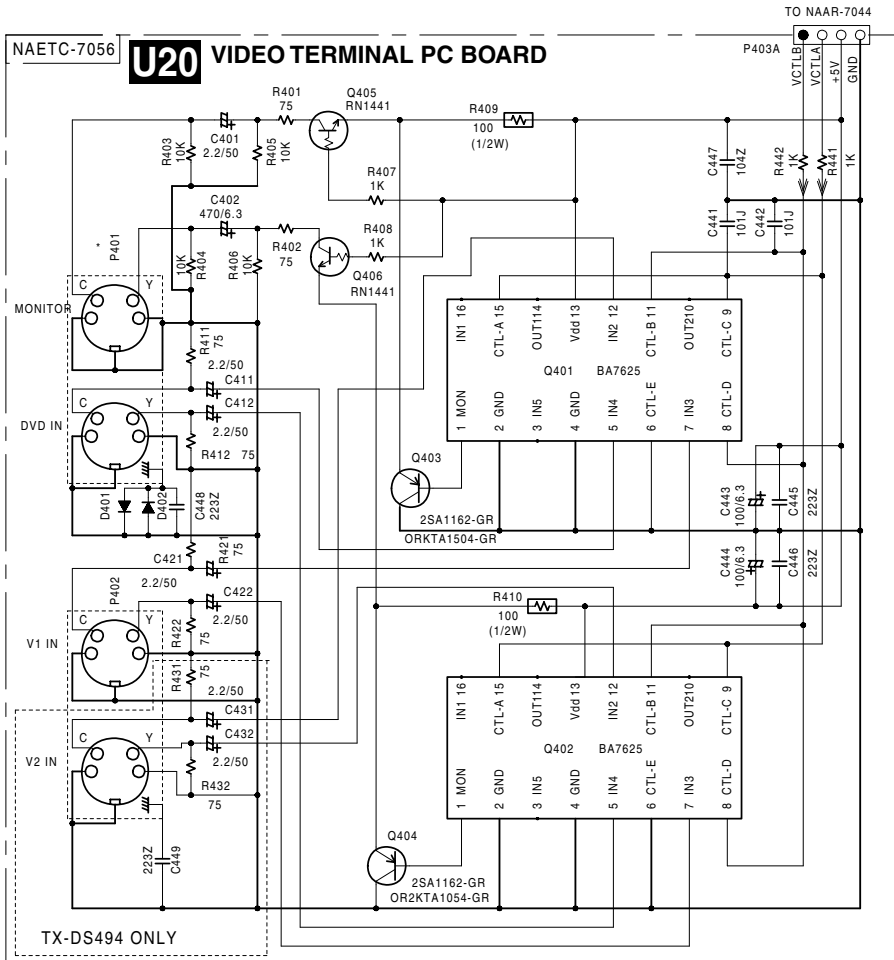 TO NAAR-7044
NAETC-7056
U20 VIDEO TERMINAL PC BOARD
P403A
VCTLB
VCTLA
+5V
GND
R401
75
Q405
RN1441
R409
100
(1/2W)
C401
2.2/50
R403
10K
R405
10K
C447
104Z
R442
1K
R441
1K
R407
1K
C402
470/6.3
C441
101J
C442
101J
* P401
10K
R404
R406
10K
R402
75
R408
1K
Q406
RN1441
C Y
MONITOR
R411
75
2.2/50
C411
C412
2.2/50
R412 75
C Y
DVD IN
IN1 16
CTL-A 15
OUT114
Vdd 13
IN2 12
CTL-B 11
OUT210
CTL-C 9
Q401 BA7625
1 MON
2 GND
3 IN5
4 GND
5 IN4
6 CTL-E
7 IN3
8 CTL-D
Q403
2SA1162-GR
ORKTA1504-GR
D401
D402
C448
223Z
C443
100/6.3
C445
223Z
C444
100/6.3
C446
223Z
C421
2.2/50
R421
75
P402
C422
2.2/50
R422
75
C Y
V1 IN
R410
100
(1/2W)
R431
75
2.2/50
C431
C432
2.2/50
R432
75
C Y
V2 IN
IN1 16
CTL-A 15
OUT114
Vdd 13
IN2 12
CTL-B 11
OUT210
CTL-C 9
Q402 BA7625
1 MON
2 GND
3 IN5
4 GND
5 IN4
6 CTL-E
7 IN3
8 CTL-D
223Z
C449
Q404
2SA1162-GR
OR2KTA1054-GR
TX-DS494 ONLY